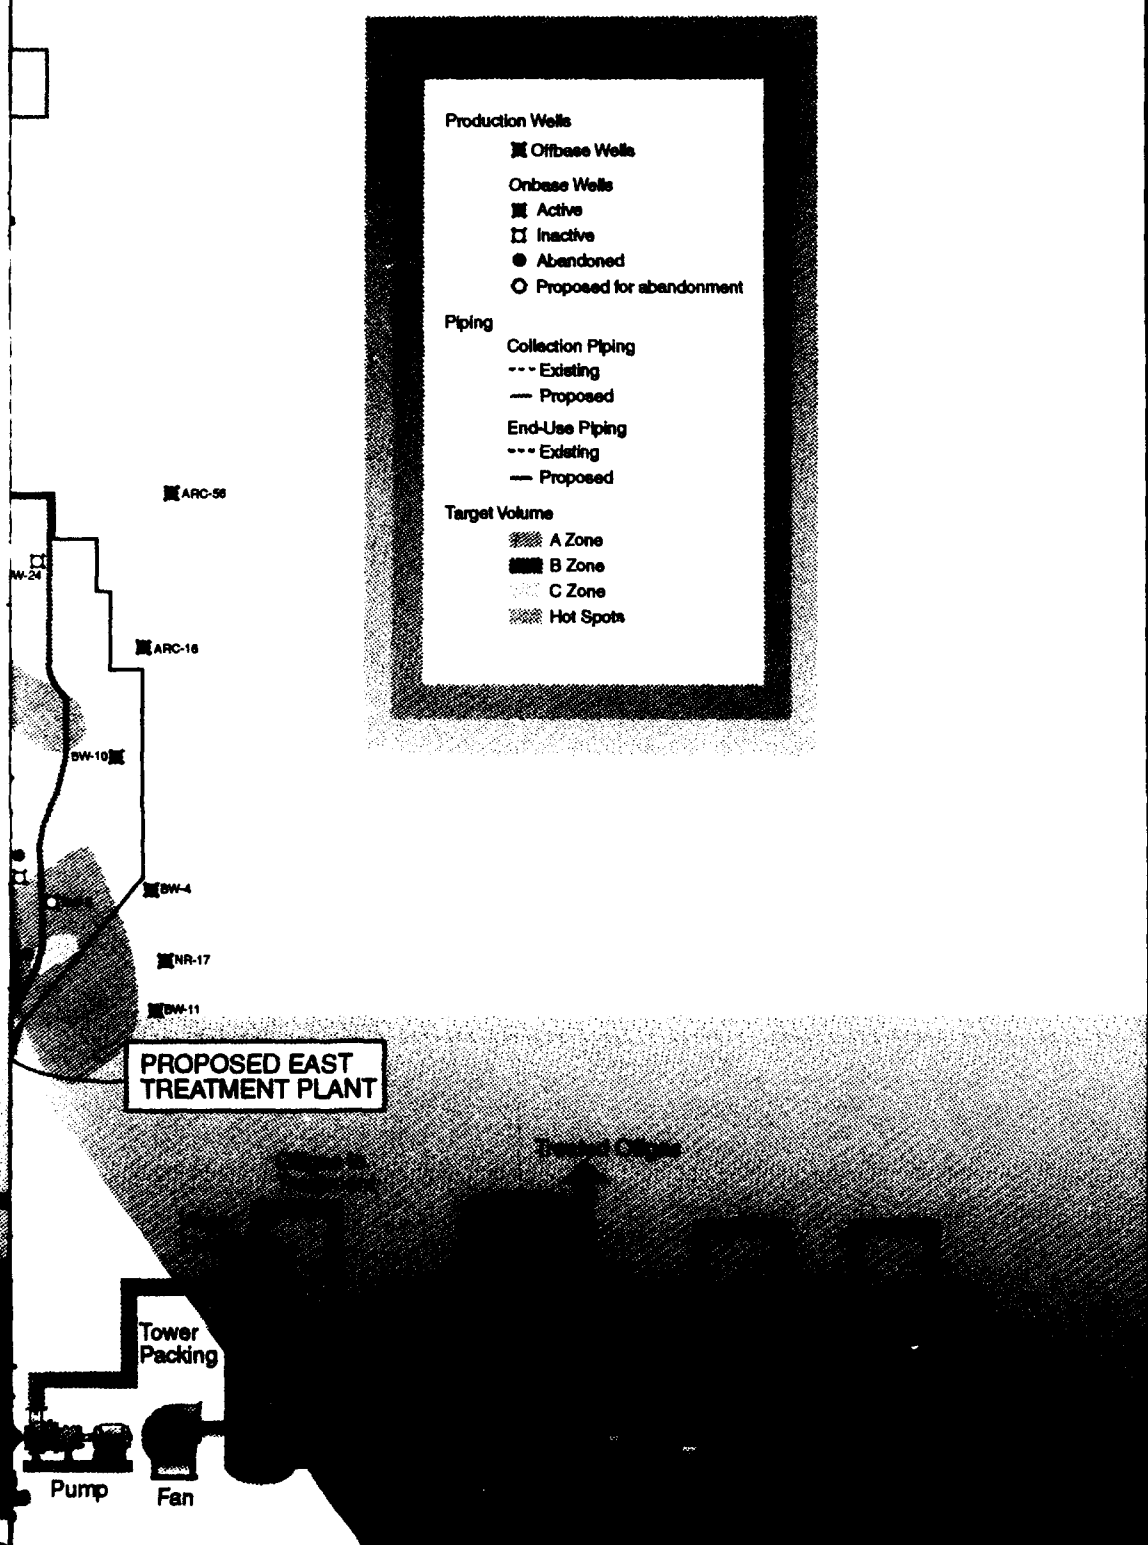 Production Wells
Offbase Wells
Onbase Wells
Active
Inactive
Abandoned
Proposed for abandonment
Piping
Collection Piping
Existing
Proposed
End-Use Piping
Existing
Proposed
Target Volume
A Zone
B Zone
C Zone
Hot Spots
ARC-56
W-24
ARC-16
BW-10
BW-4
NR-17
BW-11
PROPOSED EAST
TREATMENT PLANT
Treated Offgas
Offgas
Tower
Packing
Pump
Fan